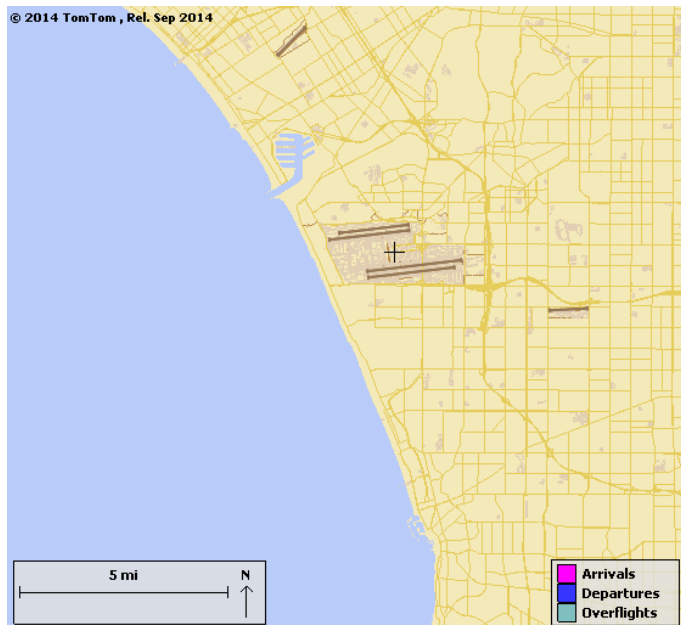 © 2014 TomTom , Rel. Sep 2014
5 mi
N
Arrivals
Departures
Overflights